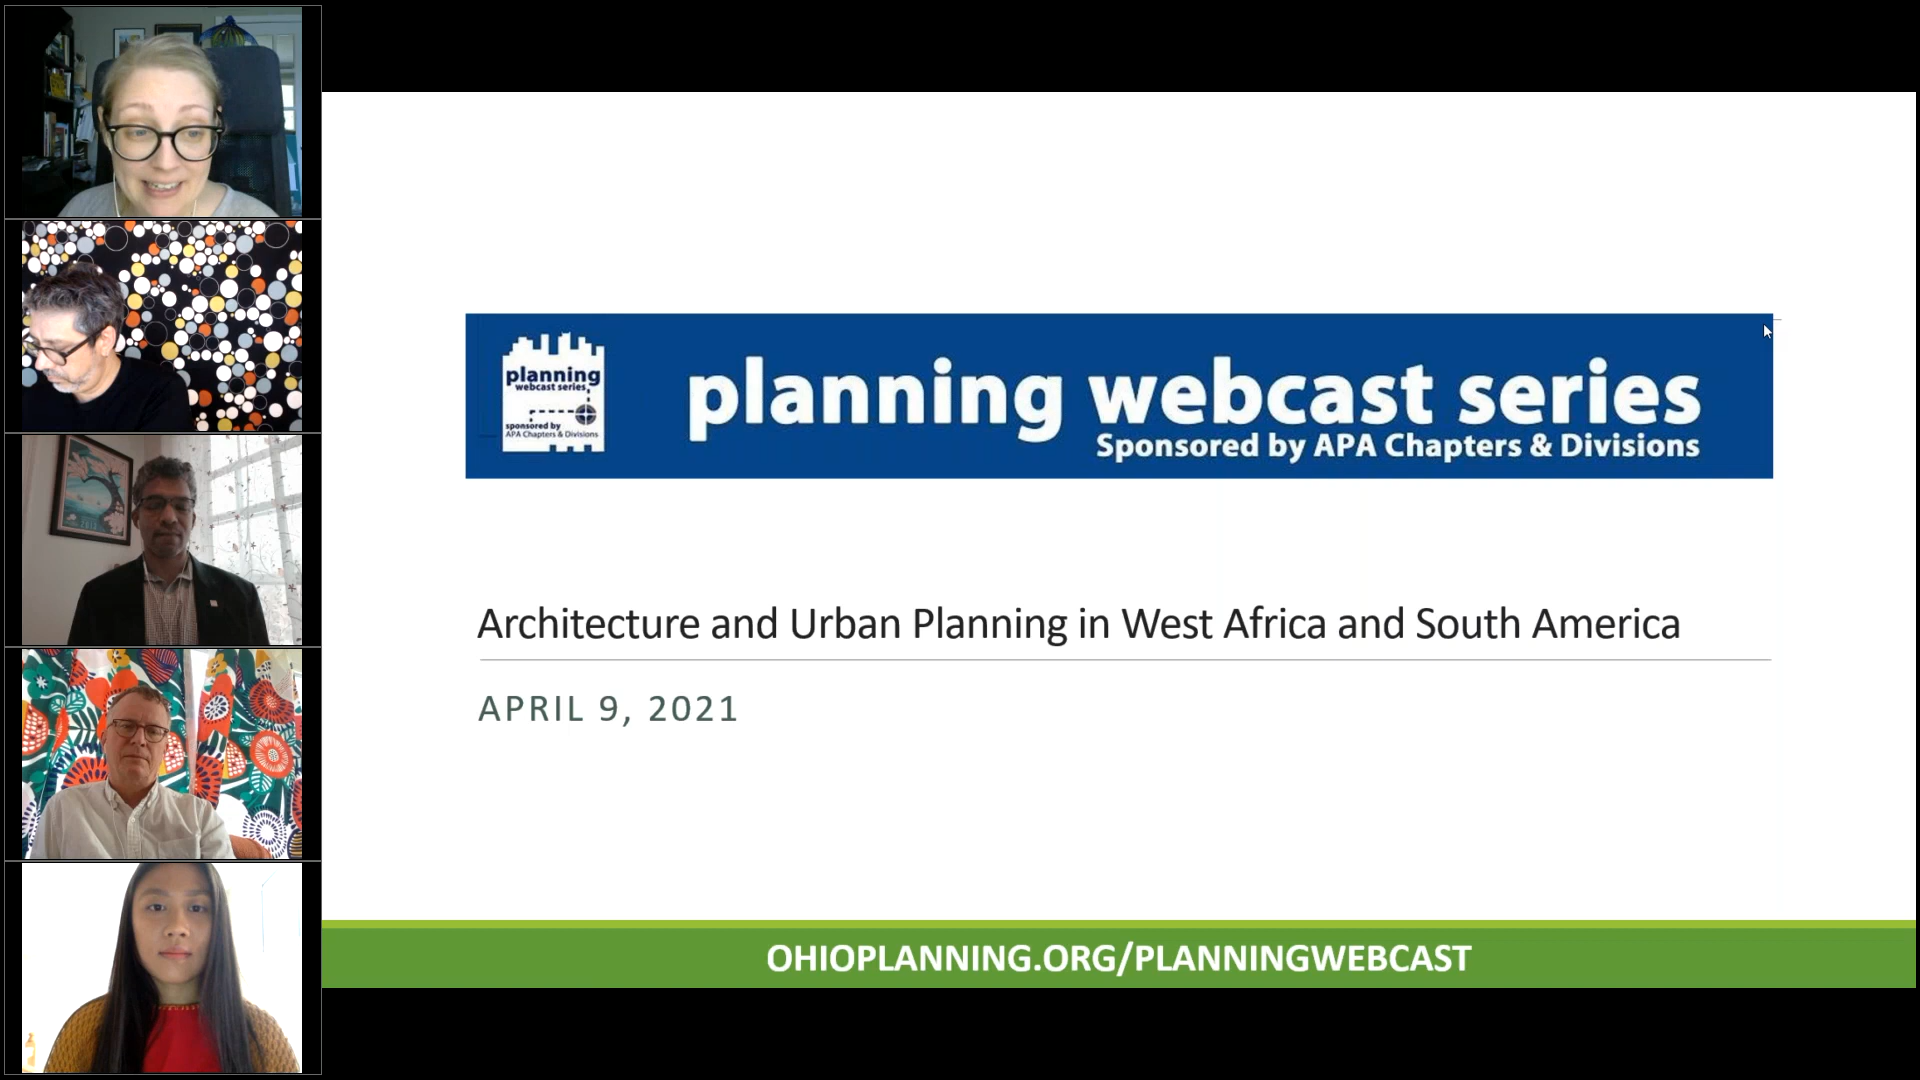 planning
webcast series
sponsored by
APA Chapters & Divisions
planning webcast series
Sponsored by APA Chapters & Divisions
Architecture and Urban Planning in West Africa and South America
APRIL 9, 2021
OHIOPLANNING.ORG/PLANNINGWEBCAST